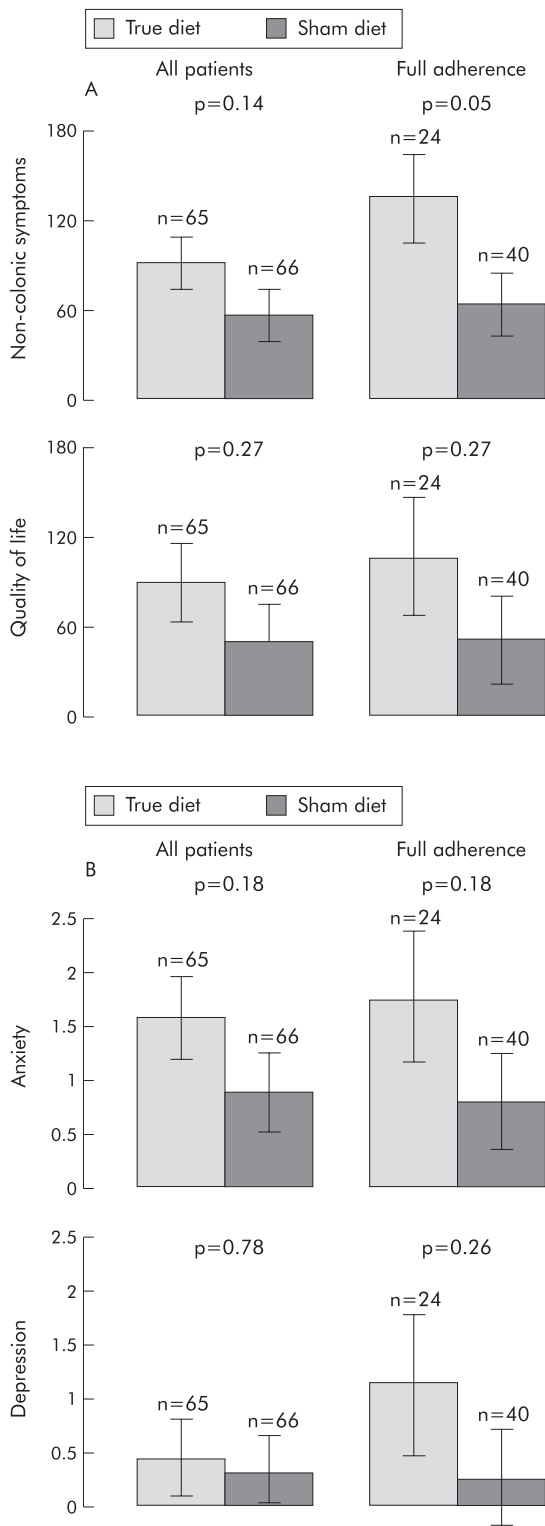 True diet Sham diet
All patients Full adherence
A
p=0.14 p=0.05
n=24
180
n=65
n=40
n=66
120
60
0
Non-colonic symptoms
180
p=0.27 p=0.27
n=24
n=65
n=40
n=66
120
60
0
Quality of life
True diet Sham diet
All patients Full adherence
B
p=0.18 p=0.18
2.5
n=24
n=65
2
n=66 n=40
1.5
1
0.5
0
Anxiety
2.5
p=0.78 p=0.26
2
n=24
1.5
n=65
n=66
n=40
1
0.5
0
Depression